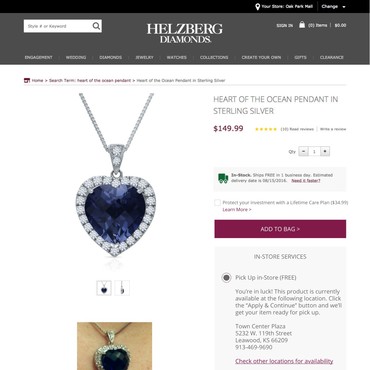 Your Store: Oak Park Mall Change
Style # or Keyword
HELZBERG
DIAMONDS.
SIGN IN (0) Items | $0.00
ENGAGEMENT WEDDING DIAMONDS JEWELRY WATCHES COLLECTIONS CREATE YOUR OWN GIFTS CLEARANCE
Home > Search Term: heart of the ocean pendant > Heart of the Ocean Pendant in Sterling Silver
HEART OF THE OCEAN PENDANT IN
STERLING SILVER
$149.99
Read reviews | Write a review
Qty − 1 +
In-Stock. Ships FREE in 1 business day. Estimated
delivery date is 08/15/2016. Need it faster?
Protect your investment with a Lifetime Care Plan ($34.99)
Learn More >
ADD TO BAG >
IN-STORE SERVICES
Pick Up In-Store (FREE)
You're in luck! This product is currently
available at the following location. Click
the "Apply & Continue" button and we'll
get your item ready for pick up.
Town Center Plaza
5232 W. 119th Street
Leawood, KS 66209
913-469-9690
Check other locations for availability